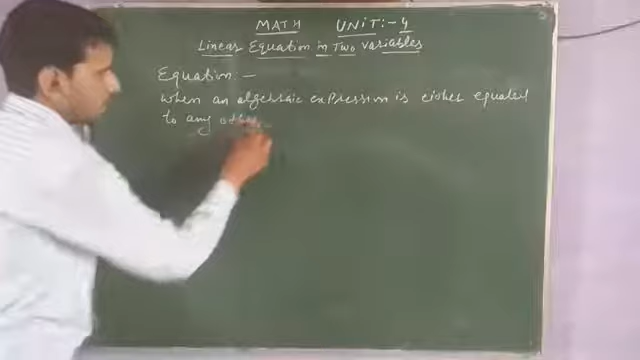 MATH UNiT:- 4
Linear Equation in Two variables
Equation:-
when an algebraic expression is either equated
to any other